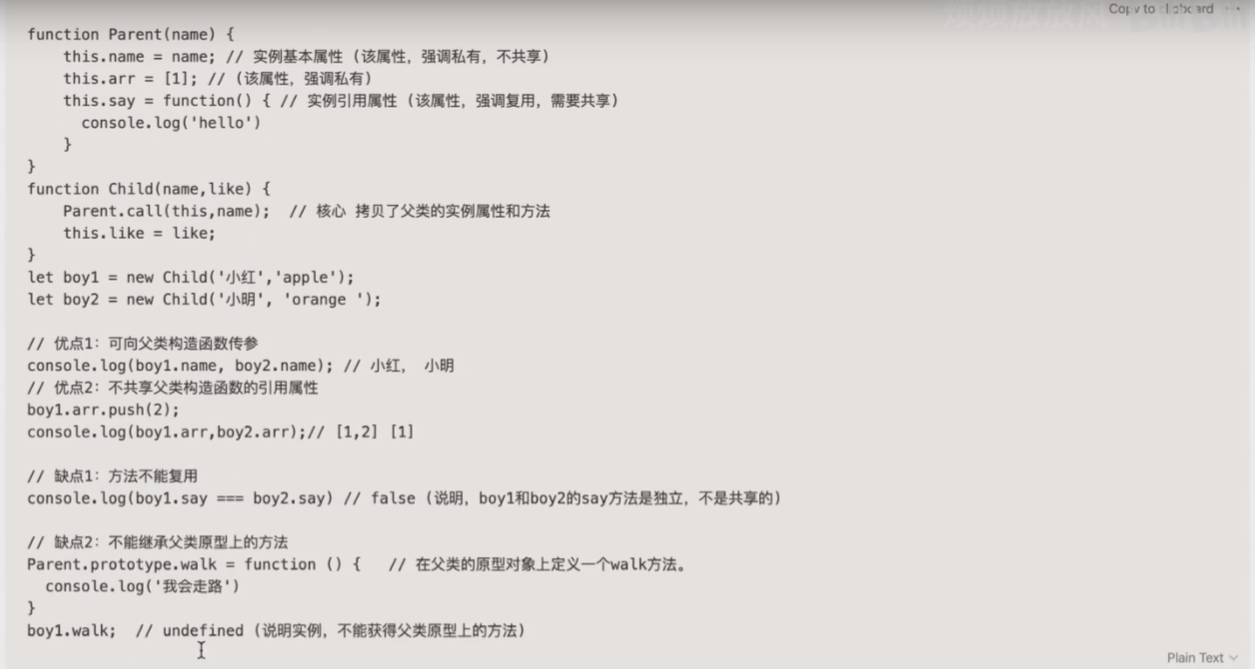 Copy to clipboard ...
function Parent(name) {
    this.name = name; // 实例基本属性 (该属性，强调私有，不共享)
    this.arr = [1]; // (该属性，强调私有)
    this.say = function() { // 实例引用属性 (该属性，强调复用，需要共享)
      console.log('hello')
    }
}
function Child(name,like) {
    Parent.call(this,name);  // 核心 拷贝了父类的实例属性和方法
    this.like = like;
}
let boy1 = new Child('小红','apple');
let boy2 = new Child('小明', 'orange ');

// 优点1：可向父类构造函数传参
console.log(boy1.name, boy2.name); // 小红， 小明
// 优点2：不共享父类构造函数的引用属性
boy1.arr.push(2);
console.log(boy1.arr,boy2.arr);// [1,2] [1]

// 缺点1：方法不能复用
console.log(boy1.say === boy2.say) // false (说明，boy1和boy2的say方法是独立，不是共享的)

// 缺点2：不能继承父类原型上的方法
Parent.prototype.walk = function () {   // 在父类的原型对象上定义一个walk方法。
  console.log('我会走路')
}
boy1.walk;  // undefined (说明实例，不能获得父类原型上的方法)
Plain Text